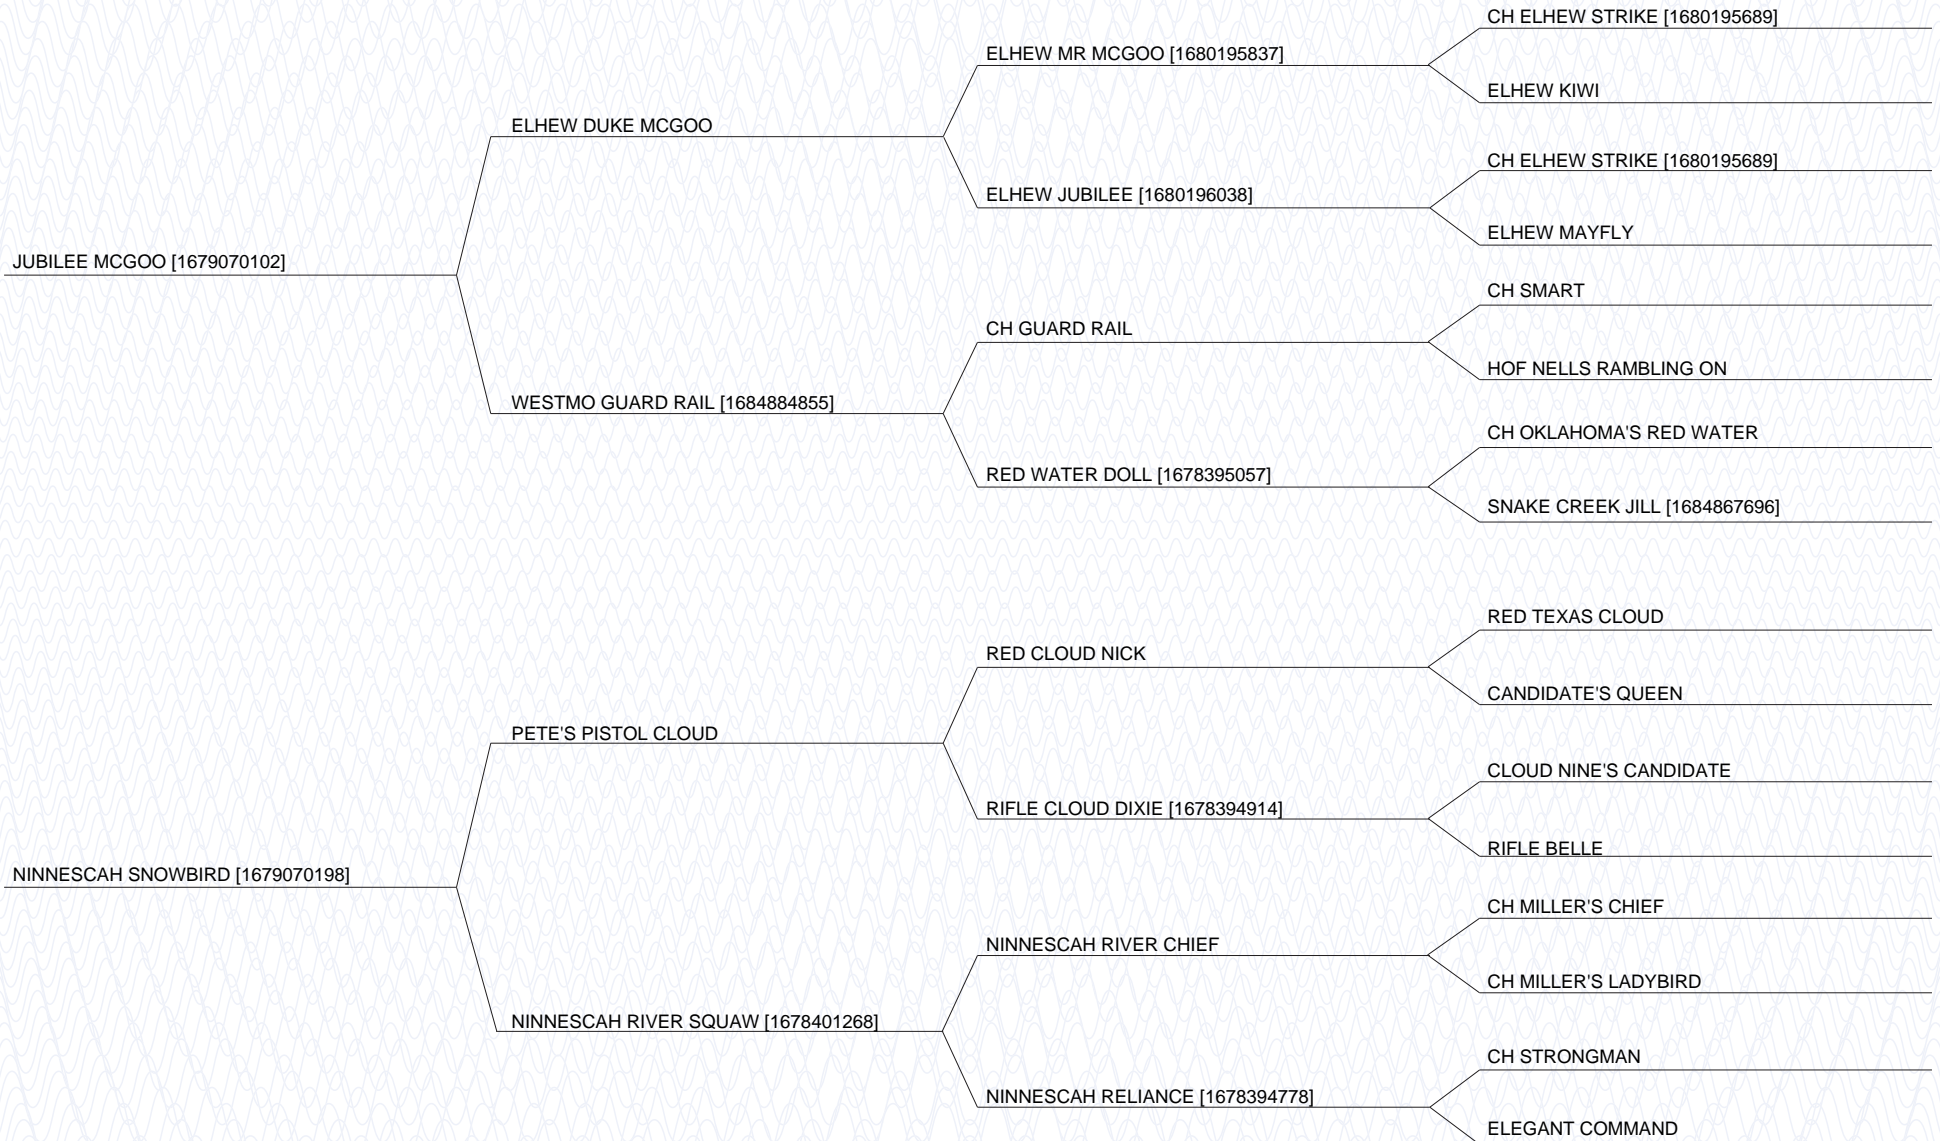 CH ELHEW STRIKE [1680195689]
ELHEW MR MCGOO [1680195837]
ELHEW KIWI
ELHEW DUKE MCGOO
CH ELHEW STRIKE [1680195689]
ELHEW JUBILEE [1680196038]
ELHEW MAYFLY
JUBILEE MCGOO [1679070102]
CH SMART
CH GUARD RAIL
HOF NELLS RAMBLING ON
WESTMO GUARD RAIL [1684884855]
CH OKLAHOMA'S RED WATER
RED WATER DOLL [1678395057]
SNAKE CREEK JILL [1684867696]
RED TEXAS CLOUD
RED CLOUD NICK
CANDIDATE'S QUEEN
PETE'S PISTOL CLOUD
CLOUD NINE'S CANDIDATE
RIFLE CLOUD DIXIE [1678394914]
RIFLE BELLE
NINNESCAH SNOWBIRD [1679070198]
CH MILLER'S CHIEF
NINNESCAH RIVER CHIEF
CH MILLER'S LADYBIRD
NINNESCAH RIVER SQUAW [1678401268]
CH STRONGMAN
NINNESCAH RELIANCE [1678394778]
ELEGANT COMMAND